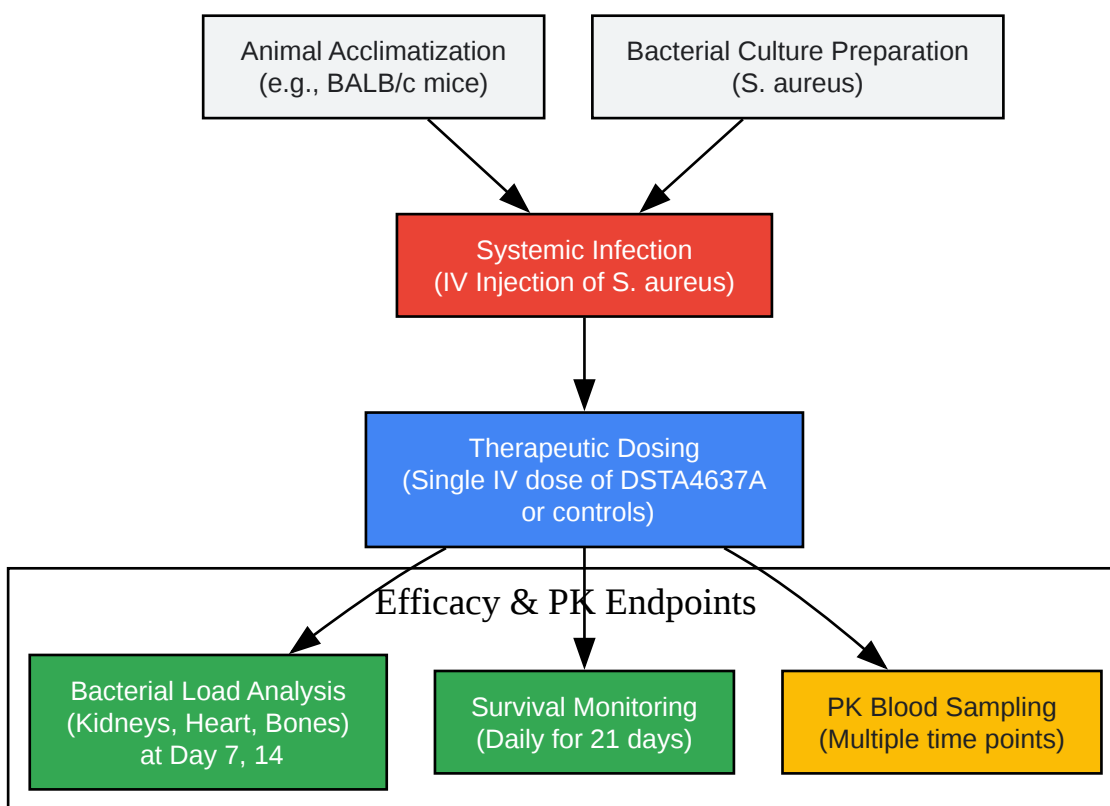 Animal Acclimatization
(e.g., BALB/c mice)
Bacterial Culture Preparation
(S. aureus)
Systemic Infection
(IV Injection of S. aureus)
Therapeutic Dosing
(Single IV dose of DSTA4637A
or controls)
Efficacy & PK Endpoints
Bacterial Load Analysis
(Kidneys, Heart, Bones)
at Day 7, 14
Survival Monitoring
(Daily for 21 days)
PK Blood Sampling
(Multiple time points)